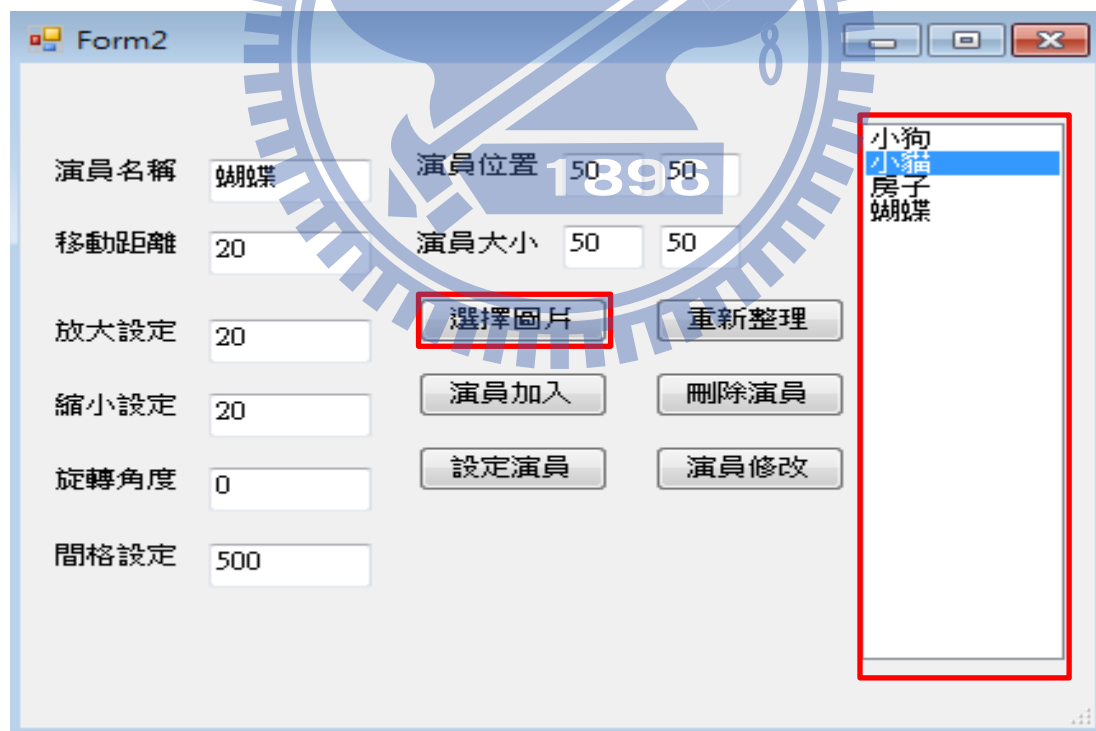 Form2
演員名稱 蝴蝶 演員位置 50 50
移動距離 20 演員大小 50 50
放大設定 20 選擇圖片 重新整理
縮小設定 20 演員加入 刪除演員
旋轉角度 0 設定演員 演員修改
間格設定 500
小狗
小貓
房子
蝴蝶
1896
8